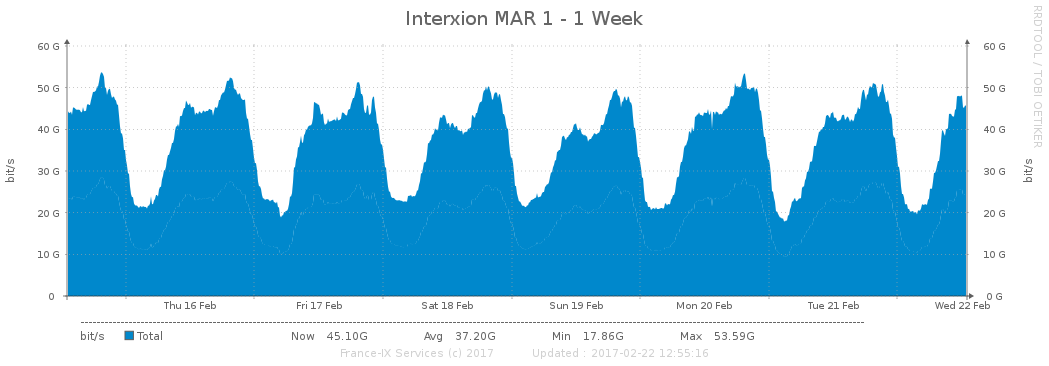 Interxion MAR 1 - 1 Week
RRDTOOL / TOBI OETIKER
60 G 60 G
50 G 50 G
40 G 40 G
30 G 30 G
20 G 20 G
10 G 10 G
0 0 G
bit/s
bit/s
Thu 16 Feb Fri 17 Feb Sat 18 Feb Sun 19 Feb Mon 20 Feb Tue 21 Feb Wed 22 Feb
bit/s Total Now 45.10G Avg 37.20G Min 17.86G Max 53.59G
France-IX Services (c) 2017 Updated : 2017-02-22 12:55:16